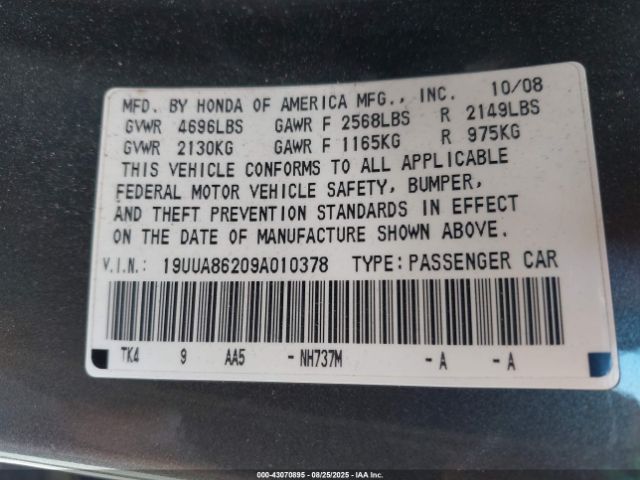 MFD. BY HONDA OF AMERICA MFG., INC. 10/08
GVWR 4696LBS GAWR F 2568LBS R 2149LBS
GVWR 2130KG GAWR F 1165KG R 975KG
THIS VEHICLE CONFORMS TO ALL APPLICABLE
FEDERAL MOTOR VEHICLE SAFETY, BUMPER,
AND THEFT PREVENTION STANDARDS IN EFFECT
ON THE DATE OF MANUFACTURE SHOWN ABOVE.
V.I.N.: 19UUA86209A010378 TYPE: PASSENGER CAR
TK4 9 AA5 -NH737M -A -A
000-43070895 - 08/25/2025 - IAA Inc.